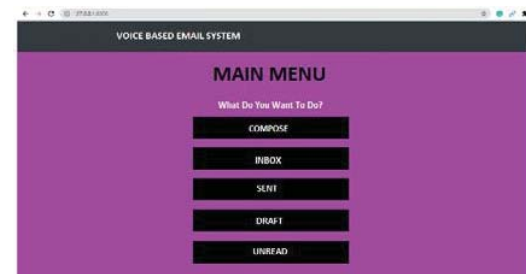 VOICE BASED EMAIL SYSTEM
MAIN MENU
What Do You Want To Do?
COMPOSE
INBOX
SENT
DRAFT
UNREAD